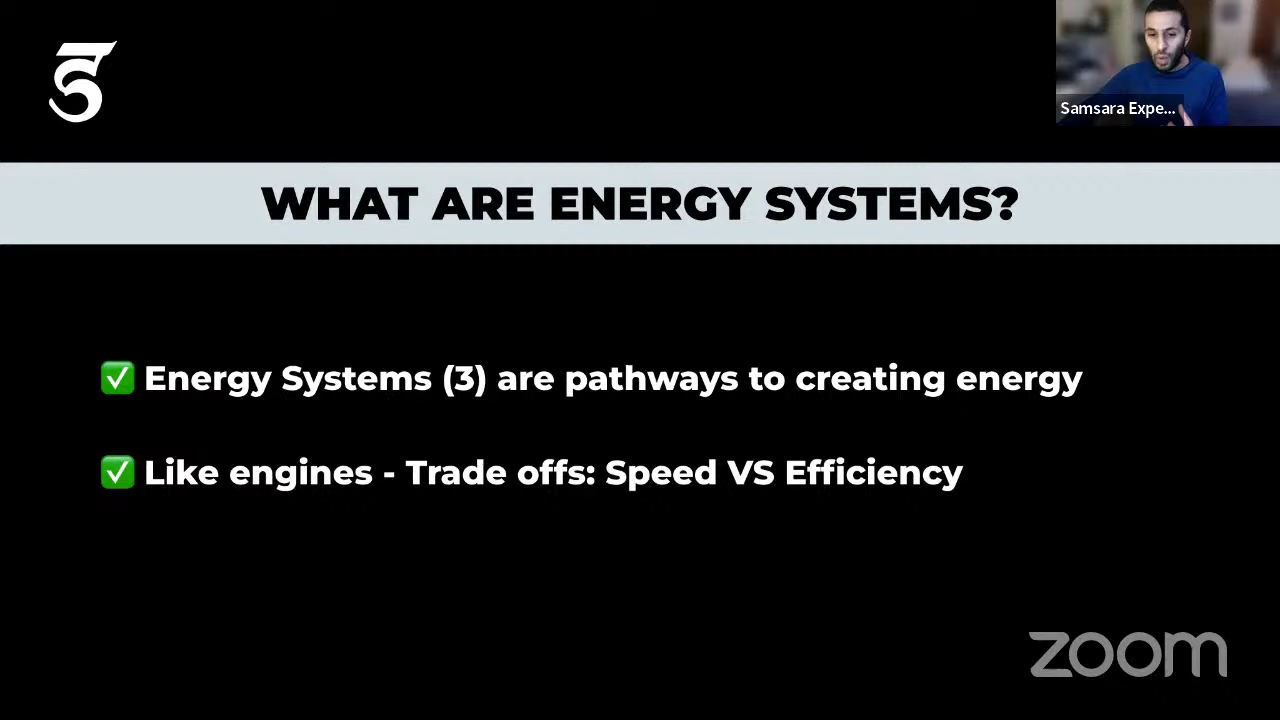 Samsara Expe...
WHAT ARE ENERGY SYSTEMS?
✅ Energy Systems (3) are pathways to creating energy
✅ Like engines - Trade offs: Speed VS Efficiency
zoom